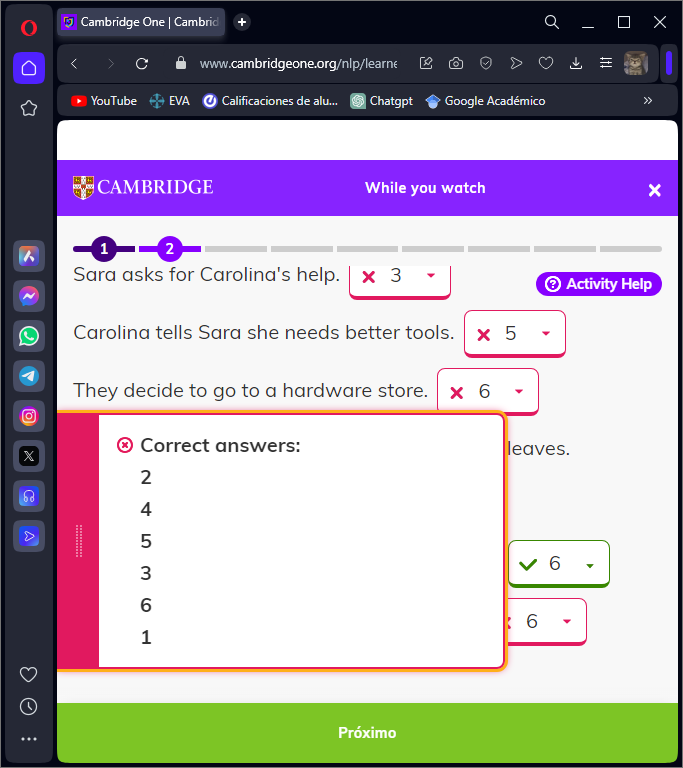 Cambridge One | Cambrid
www.cambridgeone.org/nlp/learne
YouTube EVA Calificaciones de alu... Chatgpt Google Académico »
CAMBRIDGE While you watch
1 2
Sara asks for Carolina's help. 3
Activity Help
Carolina tells Sara she needs better tools. 5
They decide to go to a hardware store. 6
leaves.
Correct answers:
2
4
5
3
6
1
6
6
Próximo